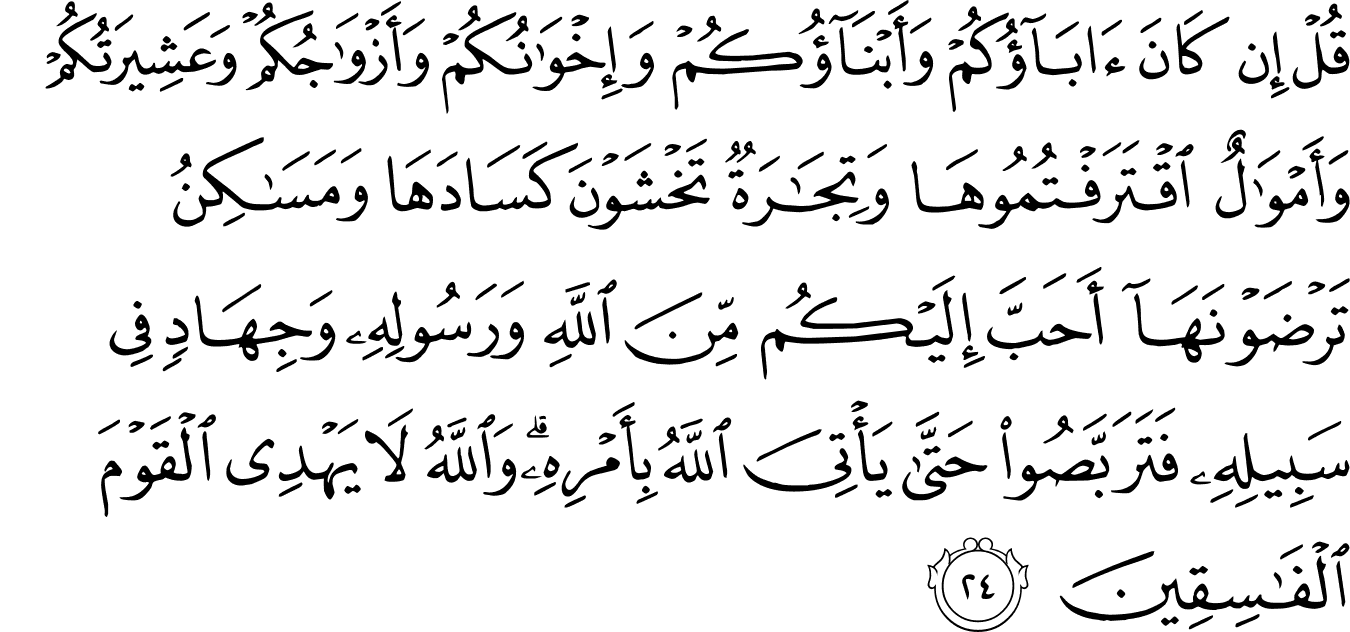 قُلْ إِن كَانَ ءَابَآؤُكُمْ وَأَبْنَآؤُكُمْ وَإِخْوَٰنُكُمْ وَأَزْوَٰجُكُمْ وَعَشِيرَتُكُمْ
وَأَمْوَٰلٌ ٱقْتَرَفْتُمُوهَا وَتِجَـٰرَةٌ تَخْشَوْنَ كَسَادَهَا وَمَسَـٰكِنُ
تَرْضَوْنَهَآ أَحَبَّ إِلَيْكُم مِّنَ ٱللَّهِ وَرَسُولِهِۦ وَجِهَادٍ فِى
سَبِيلِهِۦ فَتَرَبَّصُوا۟ حَتَّىٰ يَأْتِىَ ٱللَّهُ بِأَمْرِهِۦ ۗ وَٱللَّهُ لَا يَهْدِى ٱلْقَوْمَ
ٱلْفَـٰسِقِينَ ٢٤